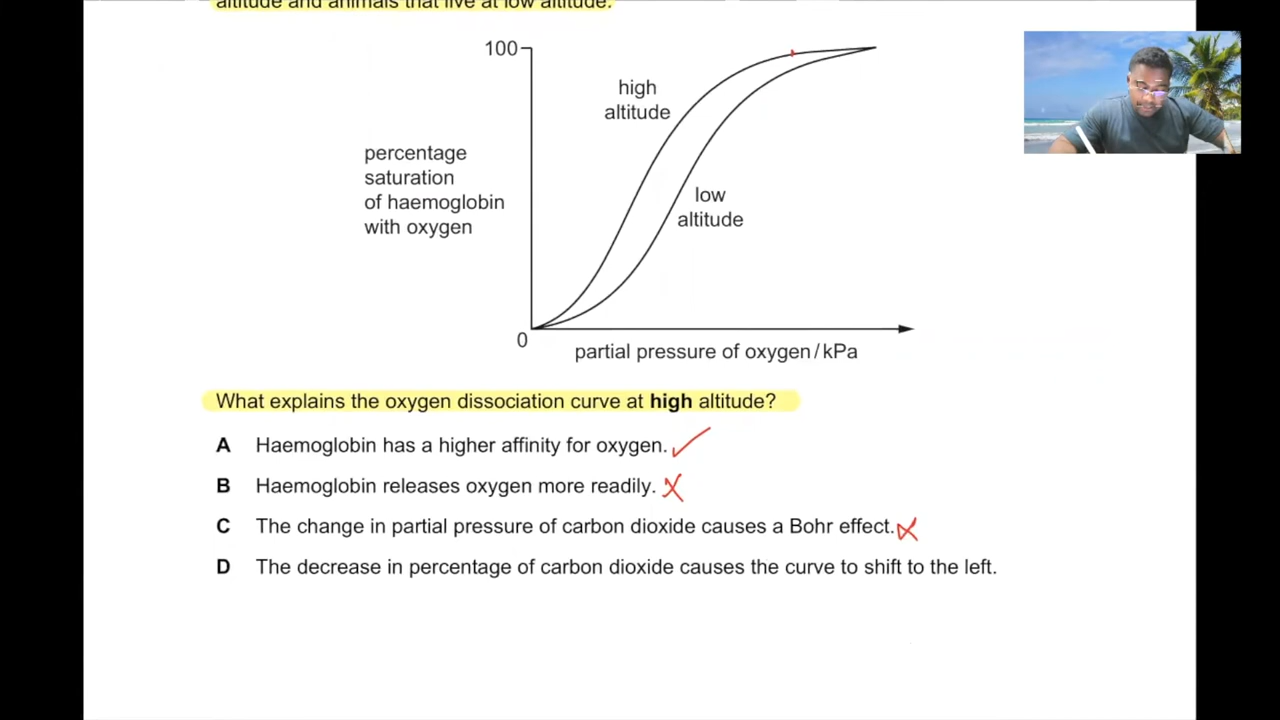 altitude and animals that live at low altitude.
100
high
altitude
percentage
saturation
of haemoglobin
with oxygen
low
altitude
0
partial pressure of oxygen / kPa
What explains the oxygen dissociation curve at high altitude?
A Haemoglobin has a higher affinity for oxygen.
B Haemoglobin releases oxygen more readily.
C The change in partial pressure of carbon dioxide causes a Bohr effect.
D The decrease in percentage of carbon dioxide causes the curve to shift to the left.